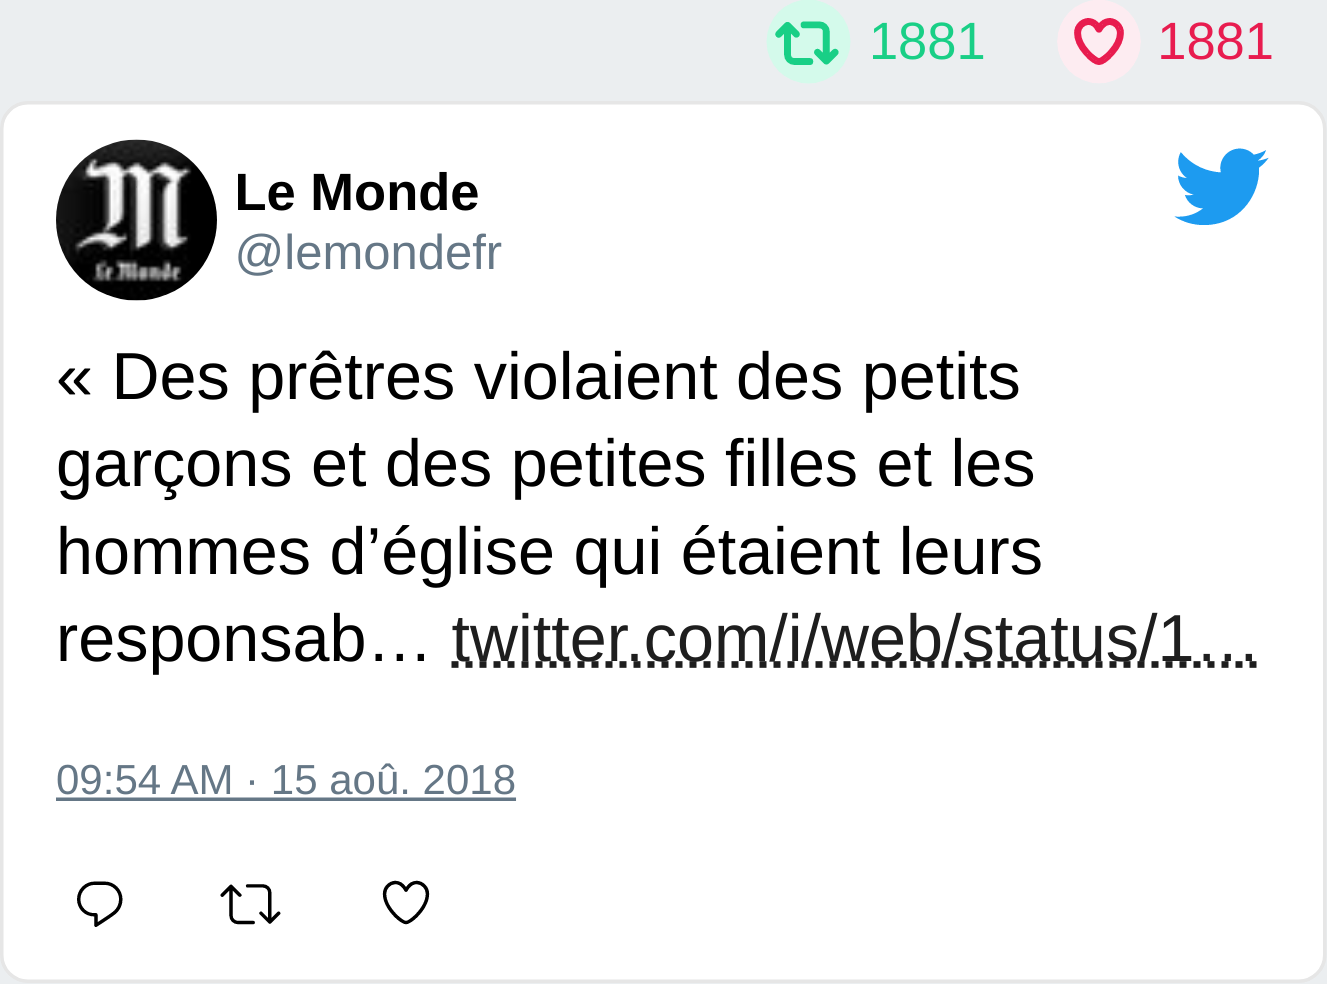 1881 1881
Le Monde
Le Monde
@lemondefr
« Des prêtres violaient des petits
garçons et des petites filles et les
hommes d’église qui étaient leurs
responsab… twitter.com/i/web/status/1…
09:54 AM · 15 aoû. 2018